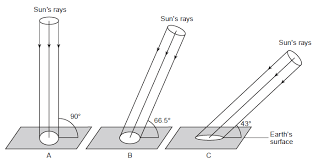 Sun's rays
Sun's rays
Sun's rays
90°
66.5°
43°
Earth's
surface
A
B
C